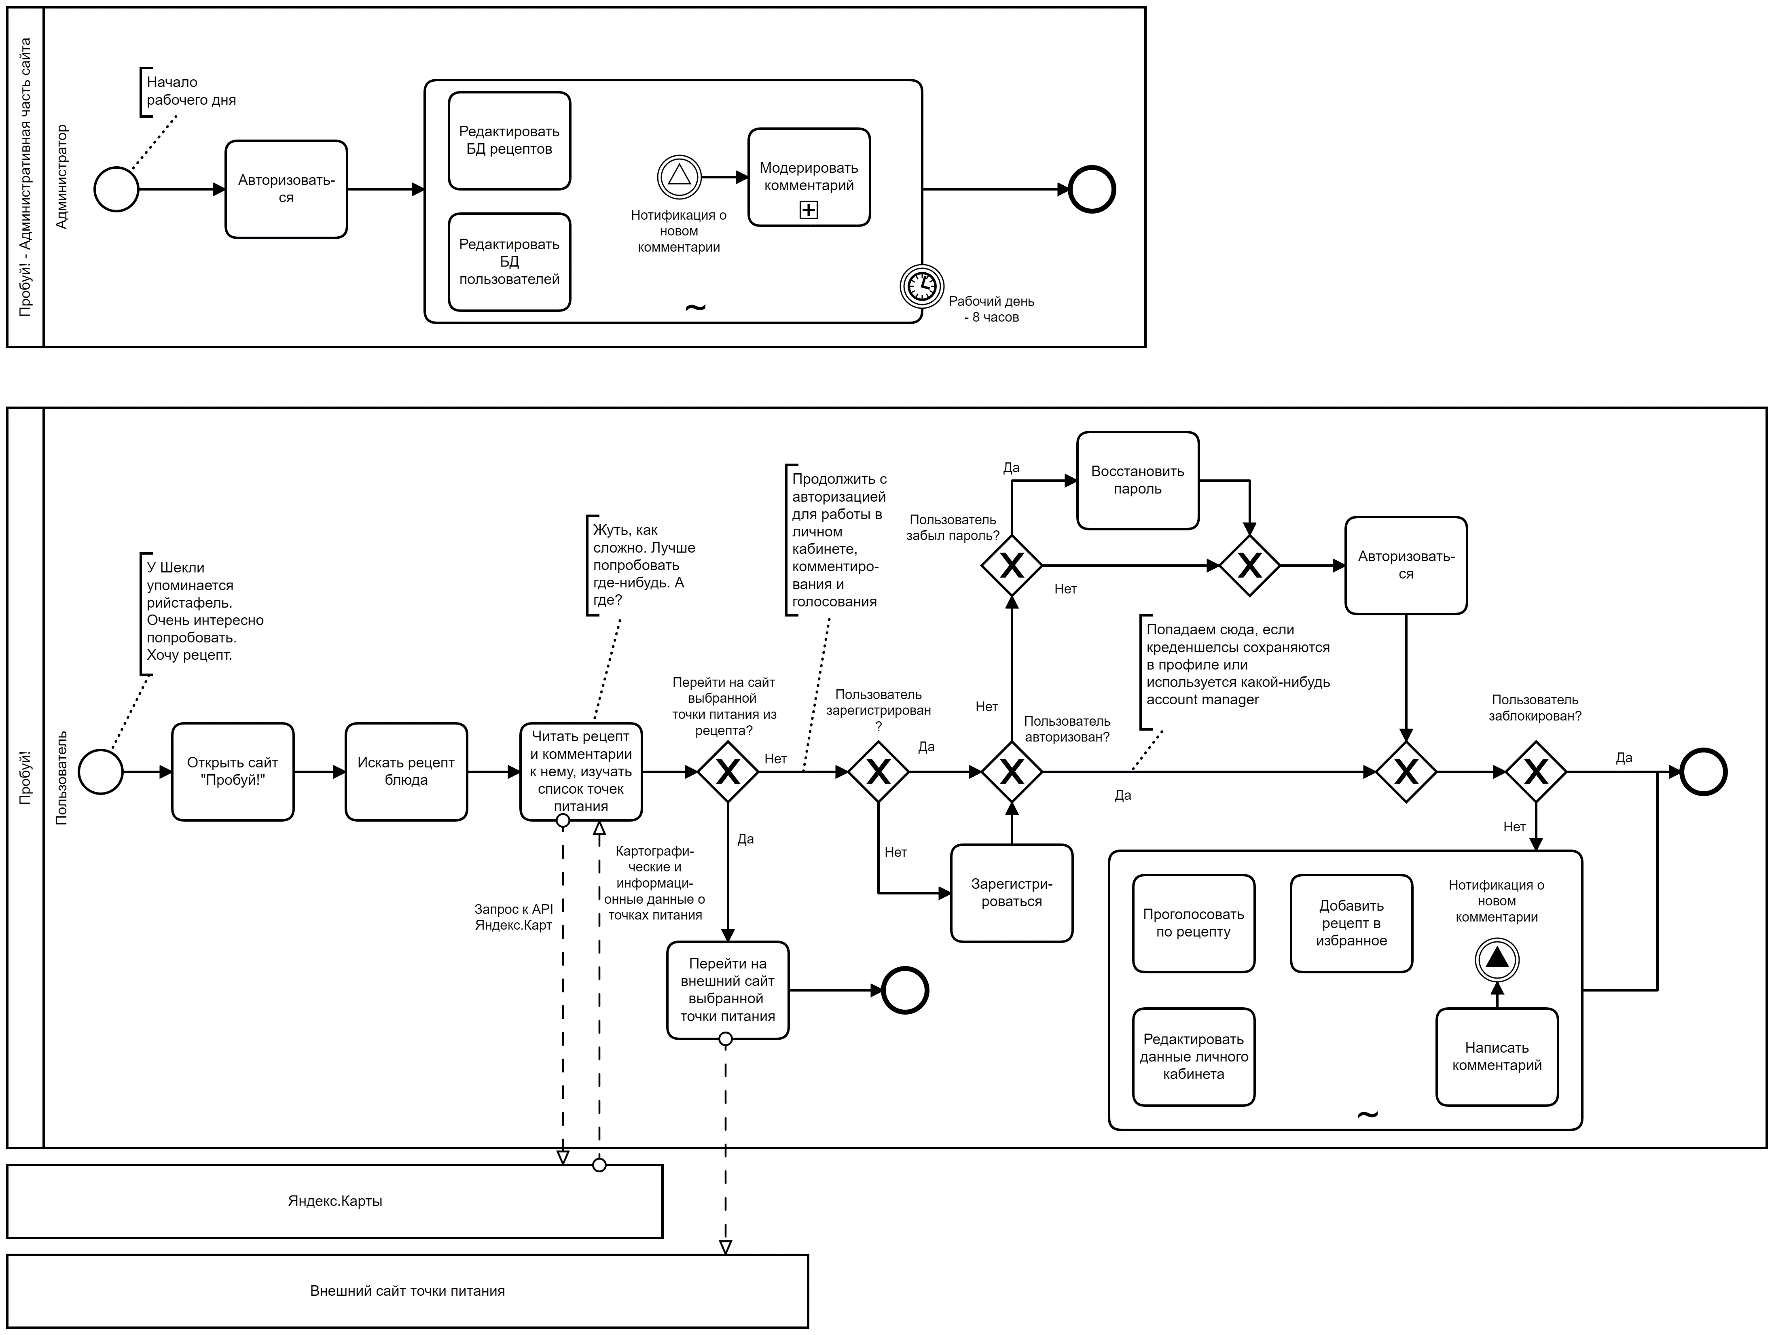 Пробуй! - Административная часть сайта
Администратор
Начало
рабочего дня
Авторизовать-
ся
Редактировать
БД рецептов
Редактировать
БД
пользователей
Нотификация о
новом
комментарии
Модерировать
комментарий
Рабочий день
- 8 часов
Пробуй!
Пользователь
У Шекли
упоминается
рийстафель.
Очень интересно
попробовать.
Хочу рецепт.
Открыть сайт
"Пробуй!"
Искать рецепт
блюда
Жуть, как
сложно. Лучше
попробовать
где-нибудь. А
где?
Читать рецепт
и комментарии
к нему, изучать
список точек
питания
Запрос к API
Яндекс.Карт
Картографи-
ческие и
информаци-
онные данные о
точках питания
Перейти на сайт
выбранной
точки питания из
рецепта?
Нет
Да
Перейти на
внешний сайт
выбранной
точки питания
Продолжить с
авторизацией
для работы в
личном
кабинете,
комментиро-
вания и
голосования
Пользователь
зарегистрирован
?
Да
Нет
Зарегистри-
роваться
Пользователь
авторизован?
Нет
Да
Пользователь
забыл пароль?
Да
Нет
Восстановить
пароль
Авторизовать-
ся
Попадаем сюда, если
креденшелсы сохраняются
в профиле или
используется какой-нибудь
account manager
Пользователь
заблокирован?
Да
Нет
Проголосовать
по рецепту
Добавить
рецепт в
избранное
Нотификация о
новом
комментарии
Редактировать
данные личного
кабинета
Написать
комментарий
Яндекс.Карты
Внешний сайт точки питания